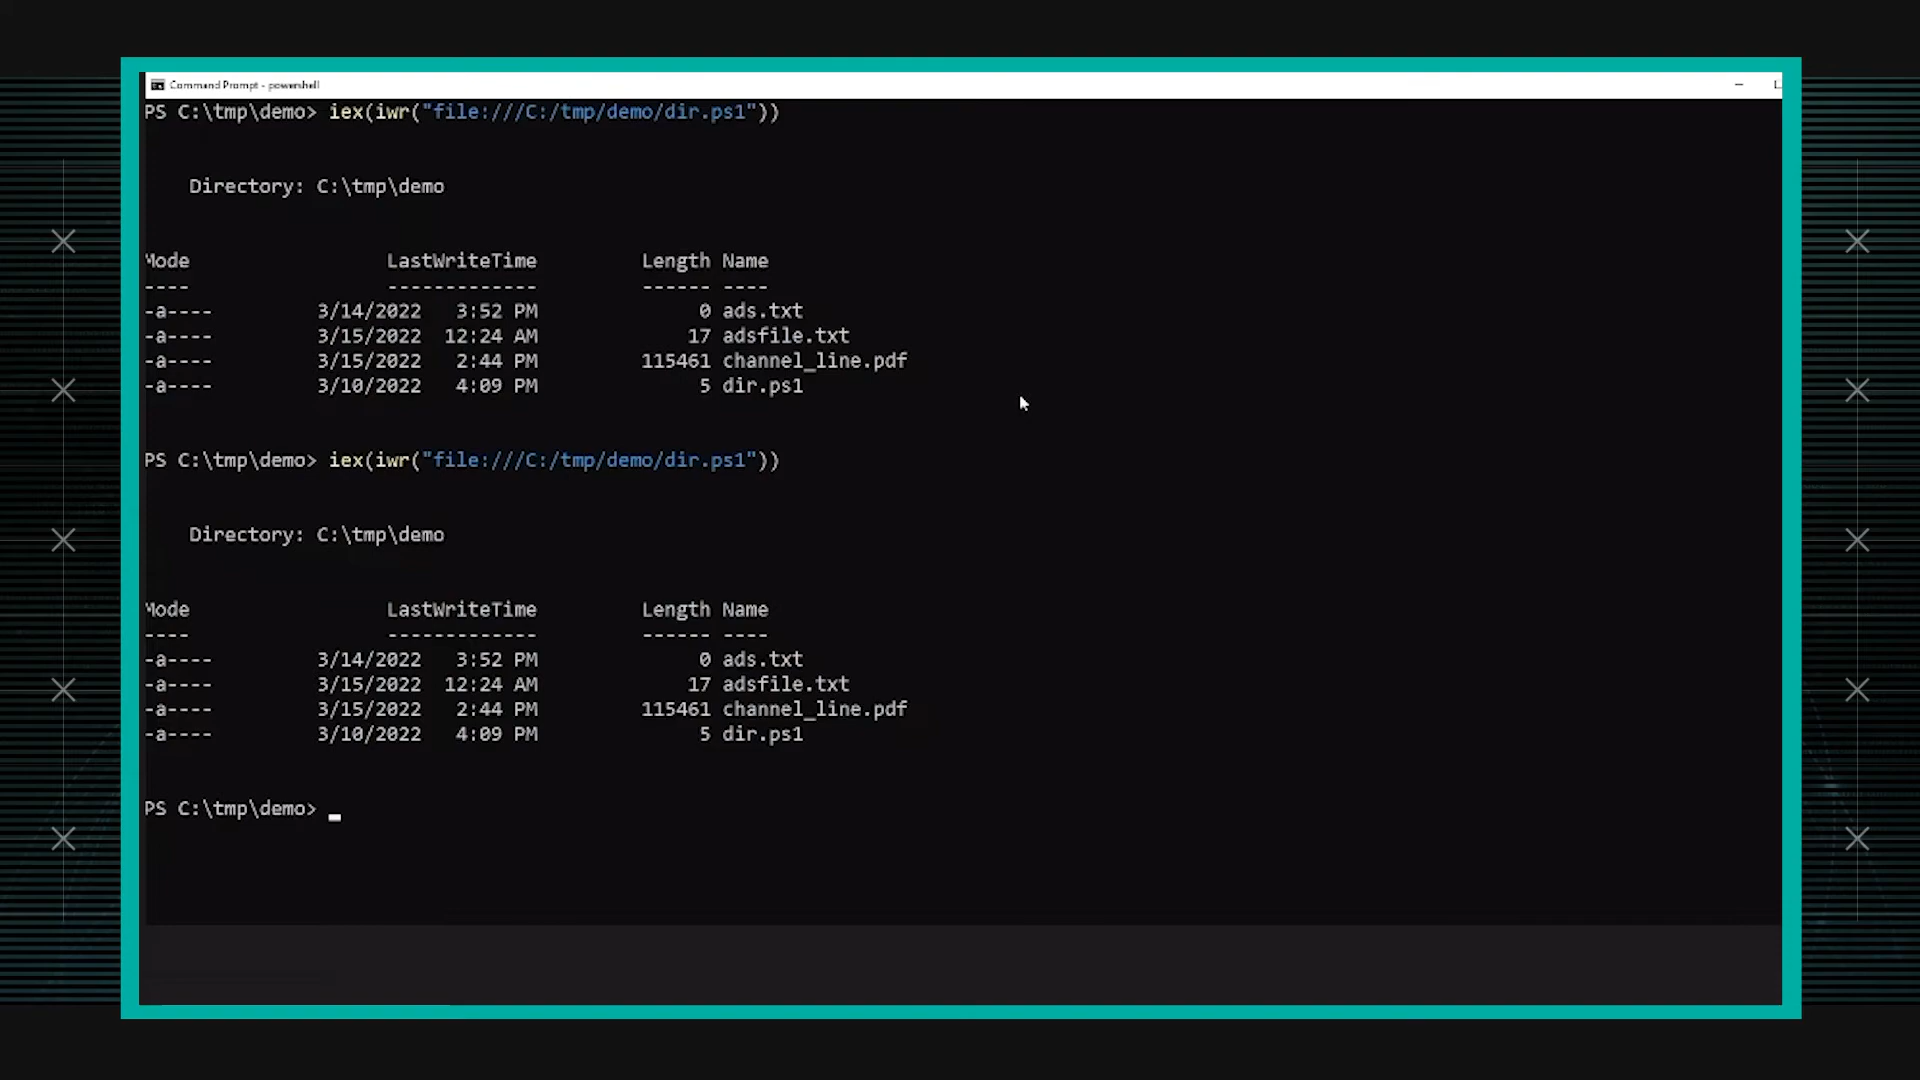 Command Prompt - powershell
PS C:\tmp\demo> iex(iwr("file:///C:/tmp/demo/dir.ps1"))
Directory: C:\tmp\demo
Mode LastWriteTime Length Name
---- ------------- ------ ----
-a---- 3/14/2022 3:52 PM 0 ads.txt
-a---- 3/15/2022 12:24 AM 17 adsfile.txt
-a---- 3/15/2022 2:44 PM 115461 channel_line.pdf
-a---- 3/10/2022 4:09 PM 5 dir.ps1
PS C:\tmp\demo> iex(iwr("file:///C:/tmp/demo/dir.ps1"))
Directory: C:\tmp\demo
Mode LastWriteTime Length Name
---- ------------- ------ ----
-a---- 3/14/2022 3:52 PM 0 ads.txt
-a---- 3/15/2022 12:24 AM 17 adsfile.txt
-a---- 3/15/2022 2:44 PM 115461 channel_line.pdf
-a---- 3/10/2022 4:09 PM 5 dir.ps1
PS C:\tmp\demo>